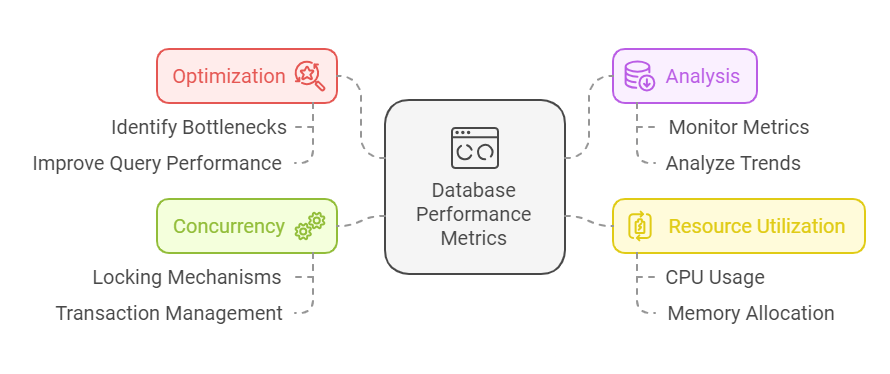 Optimization
Identify Bottlenecks
Improve Query Performance
Concurrency
Locking Mechanisms
Transaction Management
Database
Performance
Metrics
Analysis
Monitor Metrics
Analyze Trends
Resource Utilization
CPU Usage
Memory Allocation